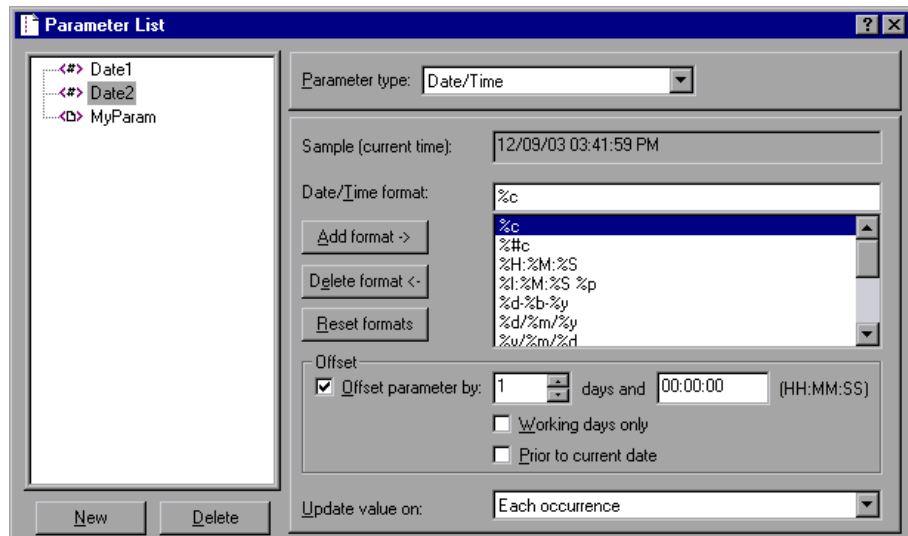 Parameter List
<#> Date1
<#> Date2
MyParam
New
Delete
Parameter type: Date/Time
Sample (current time): 12/09/03 03:41:59 PM
Date/Time format: %c
Add format ->
Delete format <-
Reset formats
%c
%#c
%H:%M:%S
%I:%M:%S %p
%d-%b-%y
%d/%m/%y
%y/%m/%d
Offset
Offset parameter by: 1 days and 00:00:00 (HH:MM:SS)
Working days only
Prior to current date
Update value on: Each occurrence